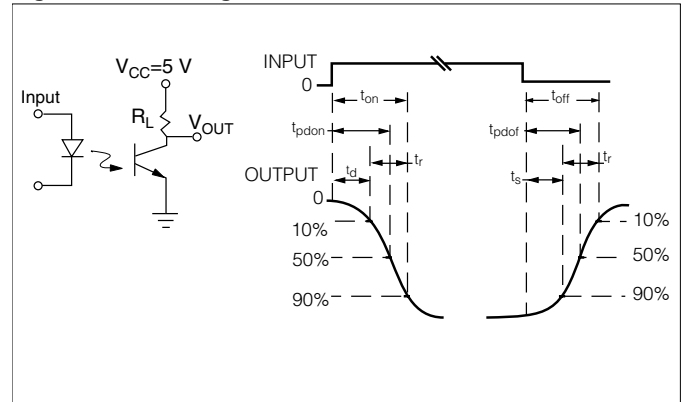 VCC=5 V
Input
RL
VOUT
INPUT
0
ton
toff
tpdon
tpdof
td
tr
ts
tr
OUTPUT
0
10%
50%
90%
10%
50%
90%